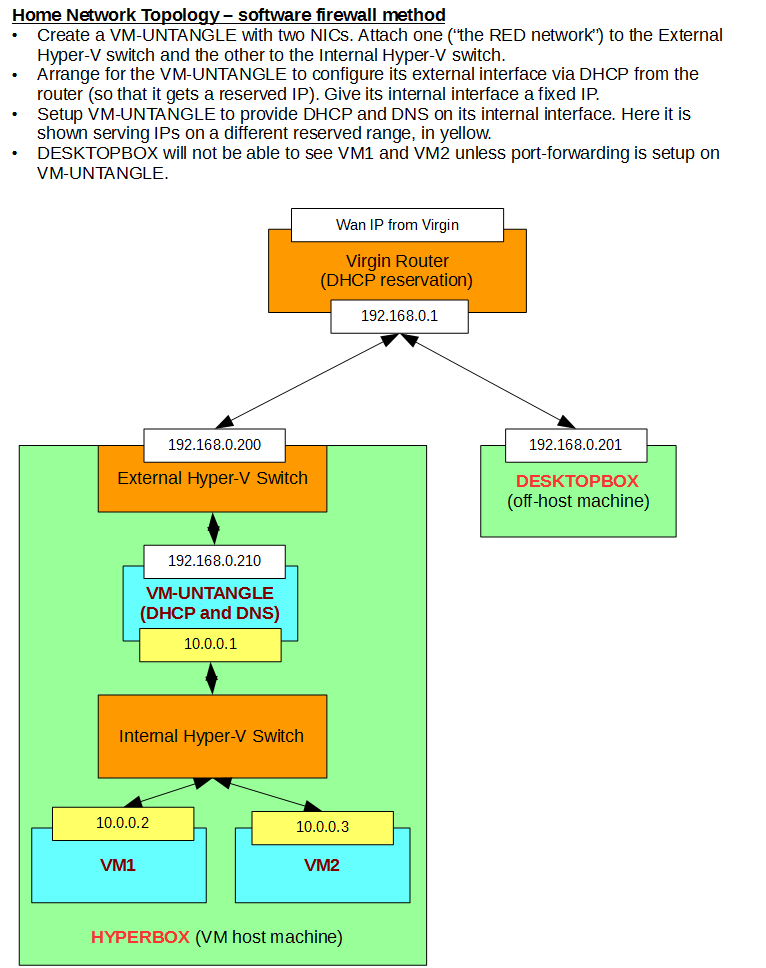 Home Network Topology – software firewall method
• Create a VM-UNTANGLE with two NICs. Attach one (“the RED network”) to the External
Hyper-V switch and the other to the Internal Hyper-V switch.
• Arrange for the VM-UNTANGLE to configure its external interface via DHCP from the
router (so that it gets a reserved IP). Give its internal interface a fixed IP.
• Setup VM-UNTANGLE to provide DHCP and DNS on its internal interface. Here it is
shown serving IPs on a different reserved range, in yellow.
• DESKTOPBOX will not be able to see VM1 and VM2 unless port-forwarding is setup on
VM-UNTANGLE.
Wan IP from Virgin
Virgin Router
(DHCP reservation)
192.168.0.1
192.168.0.200
External Hyper-V Switch
192.168.0.201
DESKTOPBOX
(off-host machine)
192.168.0.210
VM-UNTANGLE
(DHCP and DNS)
10.0.0.1
Internal Hyper-V Switch
10.0.0.2
VM1
10.0.0.3
VM2
HYPERBOX (VM host machine)